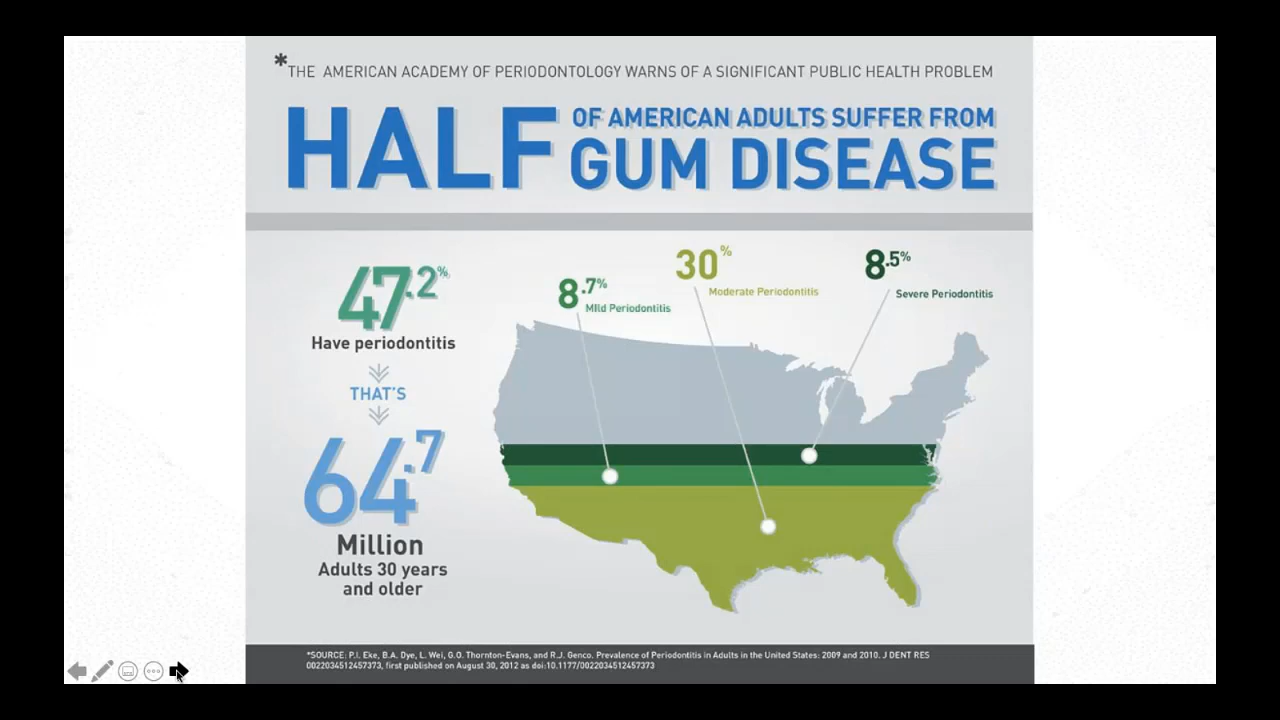 *THE AMERICAN ACADEMY OF PERIODONTOLOGY WARNS OF A SIGNIFICANT PUBLIC HEALTH PROBLEM
HALF OF AMERICAN ADULTS SUFFER FROM
GUM DISEASE
47.2%
Have periodontitis
THAT'S
64.7
Million
Adults 30 years
and older
8.7%
MIld Periodontitis
30%
Moderate Periodontitis
8.5%
Severe Periodontitis
*SOURCE: P.I. Eke, B.A. Dye, L. Wei, G.O. Thornton-Evans, and R.J. Genco. Prevalence of Periodontitis in Adults in the United States: 2009 and 2010. J DENT RES
0022034512457373, first published on August 30, 2012 as doi:10.1177/0022034512457373